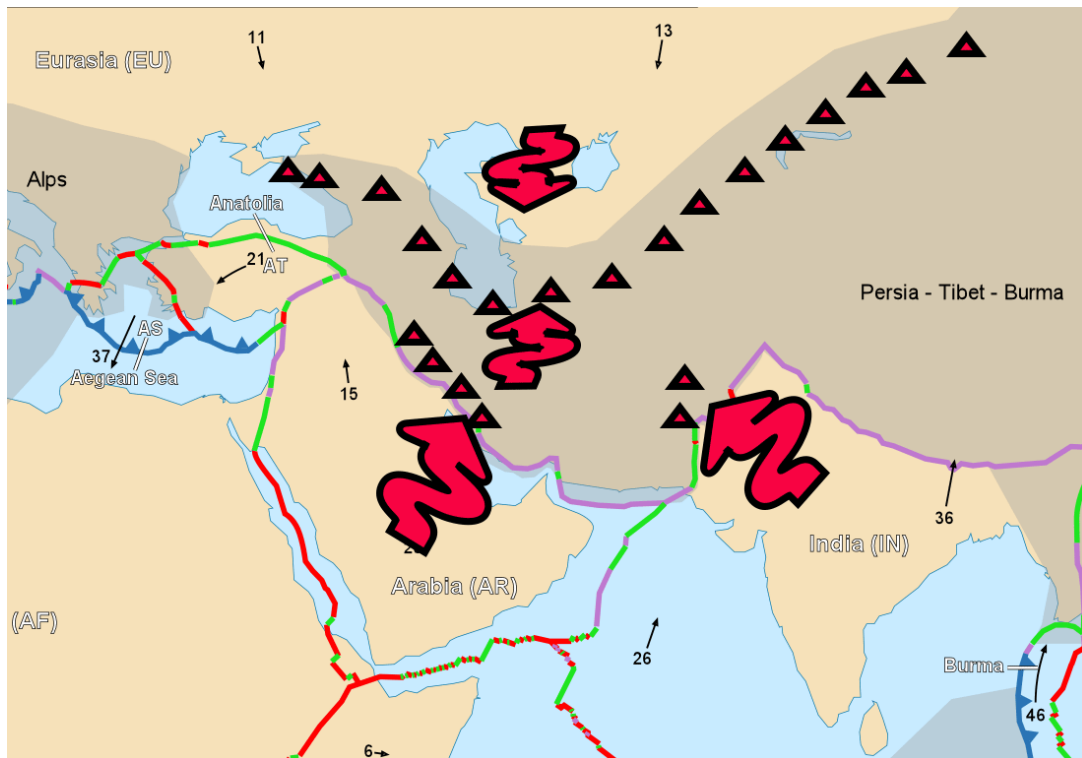 11
13
Eurasia (EU)
Alps
Anatolia
21
AT
Persia - Tibet - Burma
AS
37
Aegean Sea
15
36
India (IN)
Arabia (AR)
(AF)
26
Burma
46
6